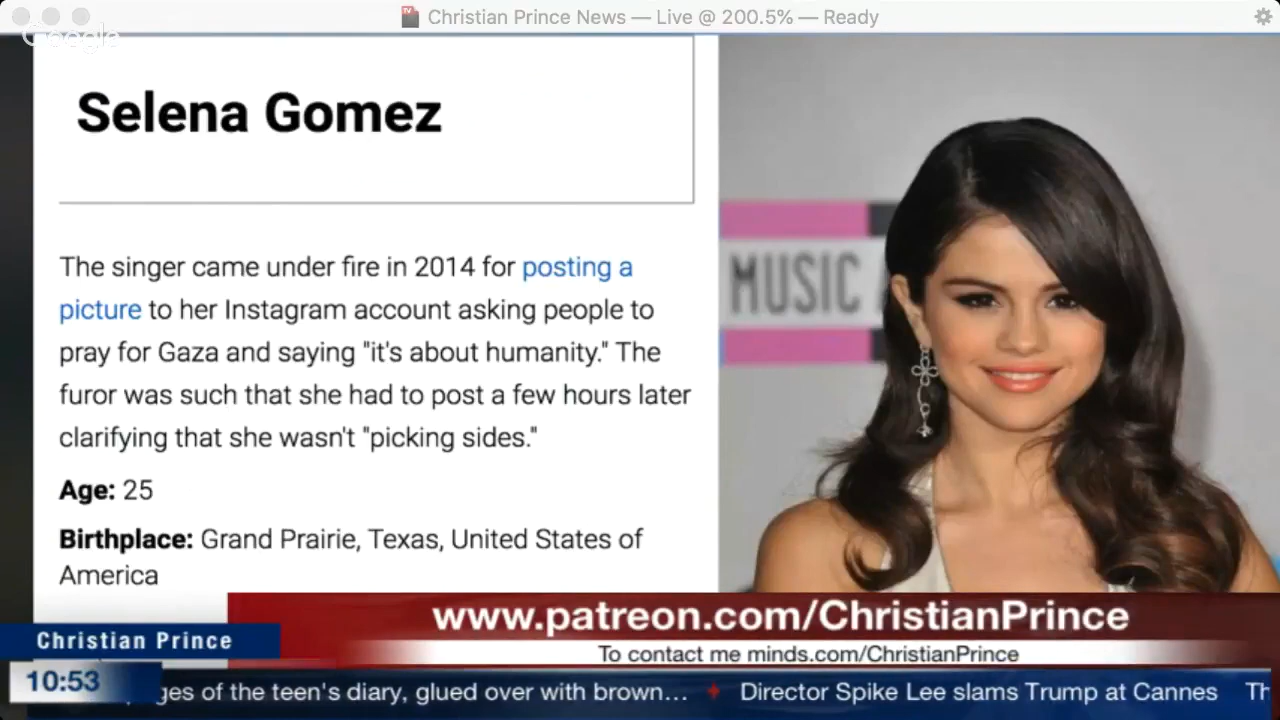 Christian Prince News — Live @ 200.5% — Ready
Google
Selena Gomez
The singer came under fire in 2014 for posting a
picture to her Instagram account asking people to
pray for Gaza and saying "it's about humanity." The
furor was such that she had to post a few hours later
clarifying that she wasn't "picking sides."
Age: 25
Birthplace: Grand Prairie, Texas, United States of
America
MUSIC
www.patreon.com/ChristianPrince
To contact me minds.com/ChristianPrince
Christian Prince
10:53
ges of the teen's diary, glued over with brown... Director Spike Lee slams Trump at Cannes Th